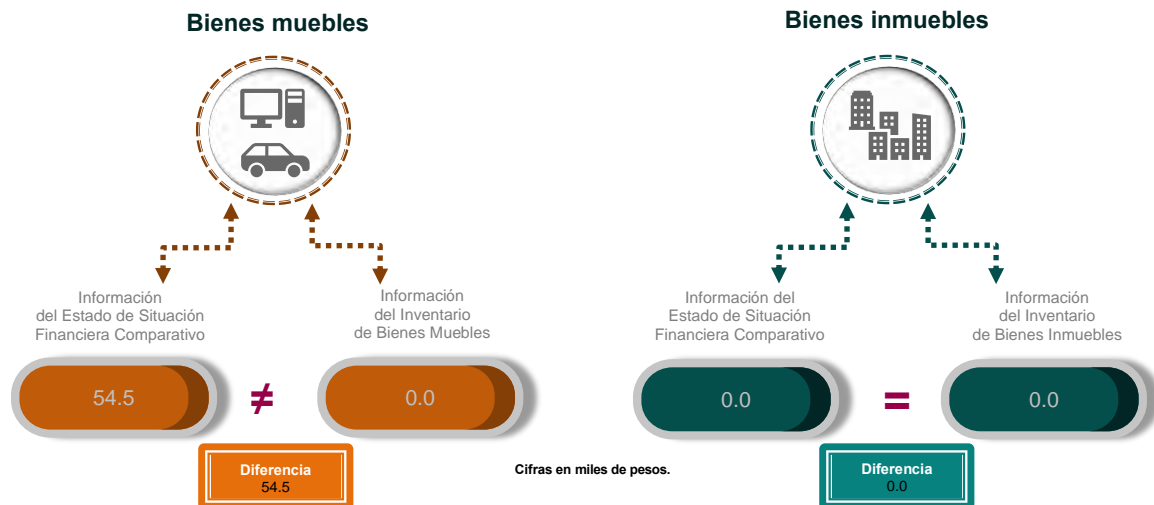 Bienes muebles
Información
del Estado de Situación
Financiera Comparativo
Información
del Inventario
de Bienes Muebles
54.5
≠
0.0
Diferencia
54.5
Cifras en miles de pesos.
Bienes inmuebles
Información del
Estado de Situación
Financiera Comparativo
Información
del Inventario
de Bienes Inmuebles
0.0
=
0.0
Diferencia
0.0